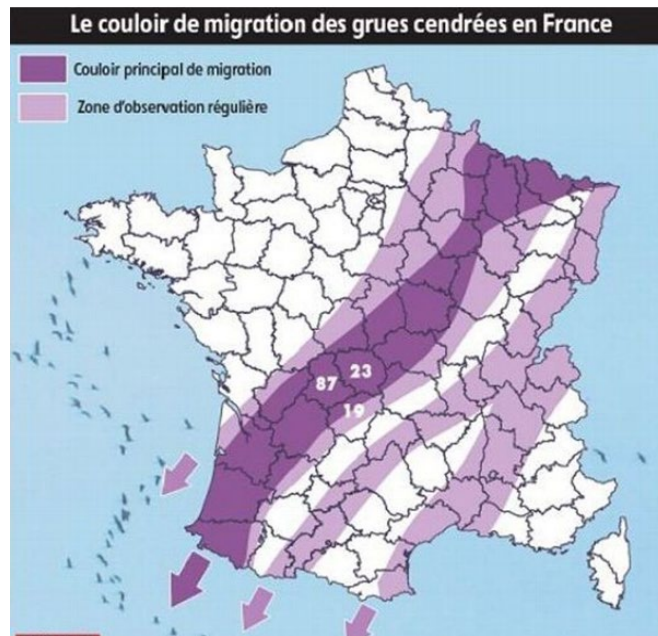 Le couloir de migration des grues cendrées en France
Couloir principal de migration
Zone d'observation régulière
23
87
19